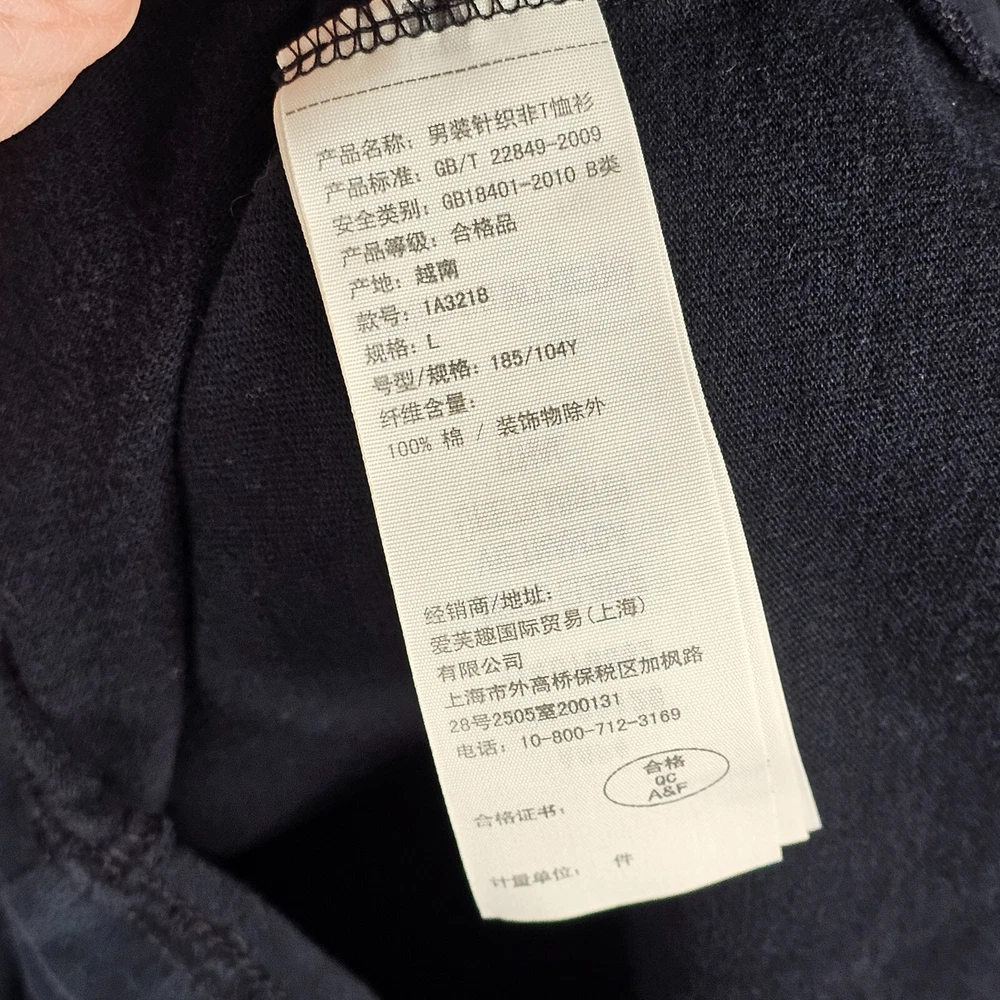 产品名称：男装针织非T恤衫
产品标准：GB/T 22849-2009
安全类别：GB18401-2010 B类
产品等级：合格品
产地：越南
款号：1A3218
规格：L
号型/规格：185/104Y
纤维含量：
100% 棉 / 装饰物除外
经销商/地址：
爱芙趣国际贸易(上海)
有限公司
上海市外高桥保税区加枫路
28号2505室200131
电话：10-800-712-3169
合格
QC
A&F
合格证书：
计量单位： 件